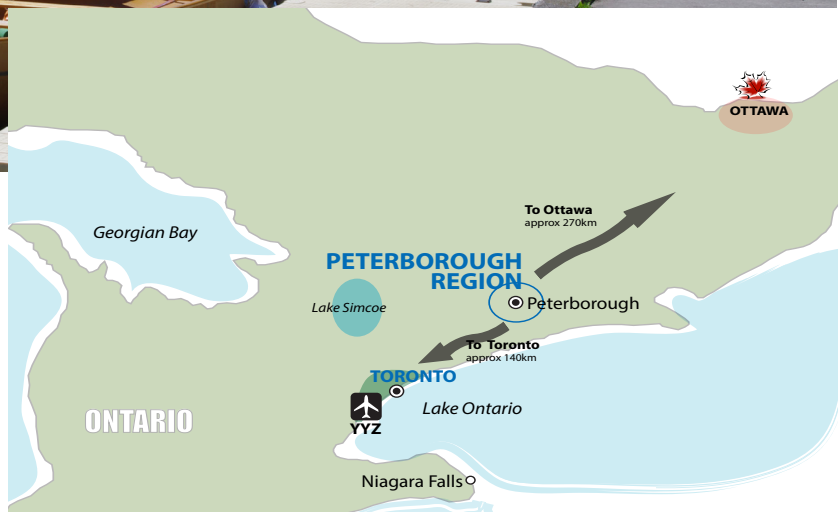 OTTAWA
To Ottawa
approx 270km
Georgian Bay
PETERBOROUGH
REGION
Lake Simcoe
Peterborough
To Toronto
approx 140km
TORONTO
Lake Ontario
ONTARIO
YYZ
Niagara Falls